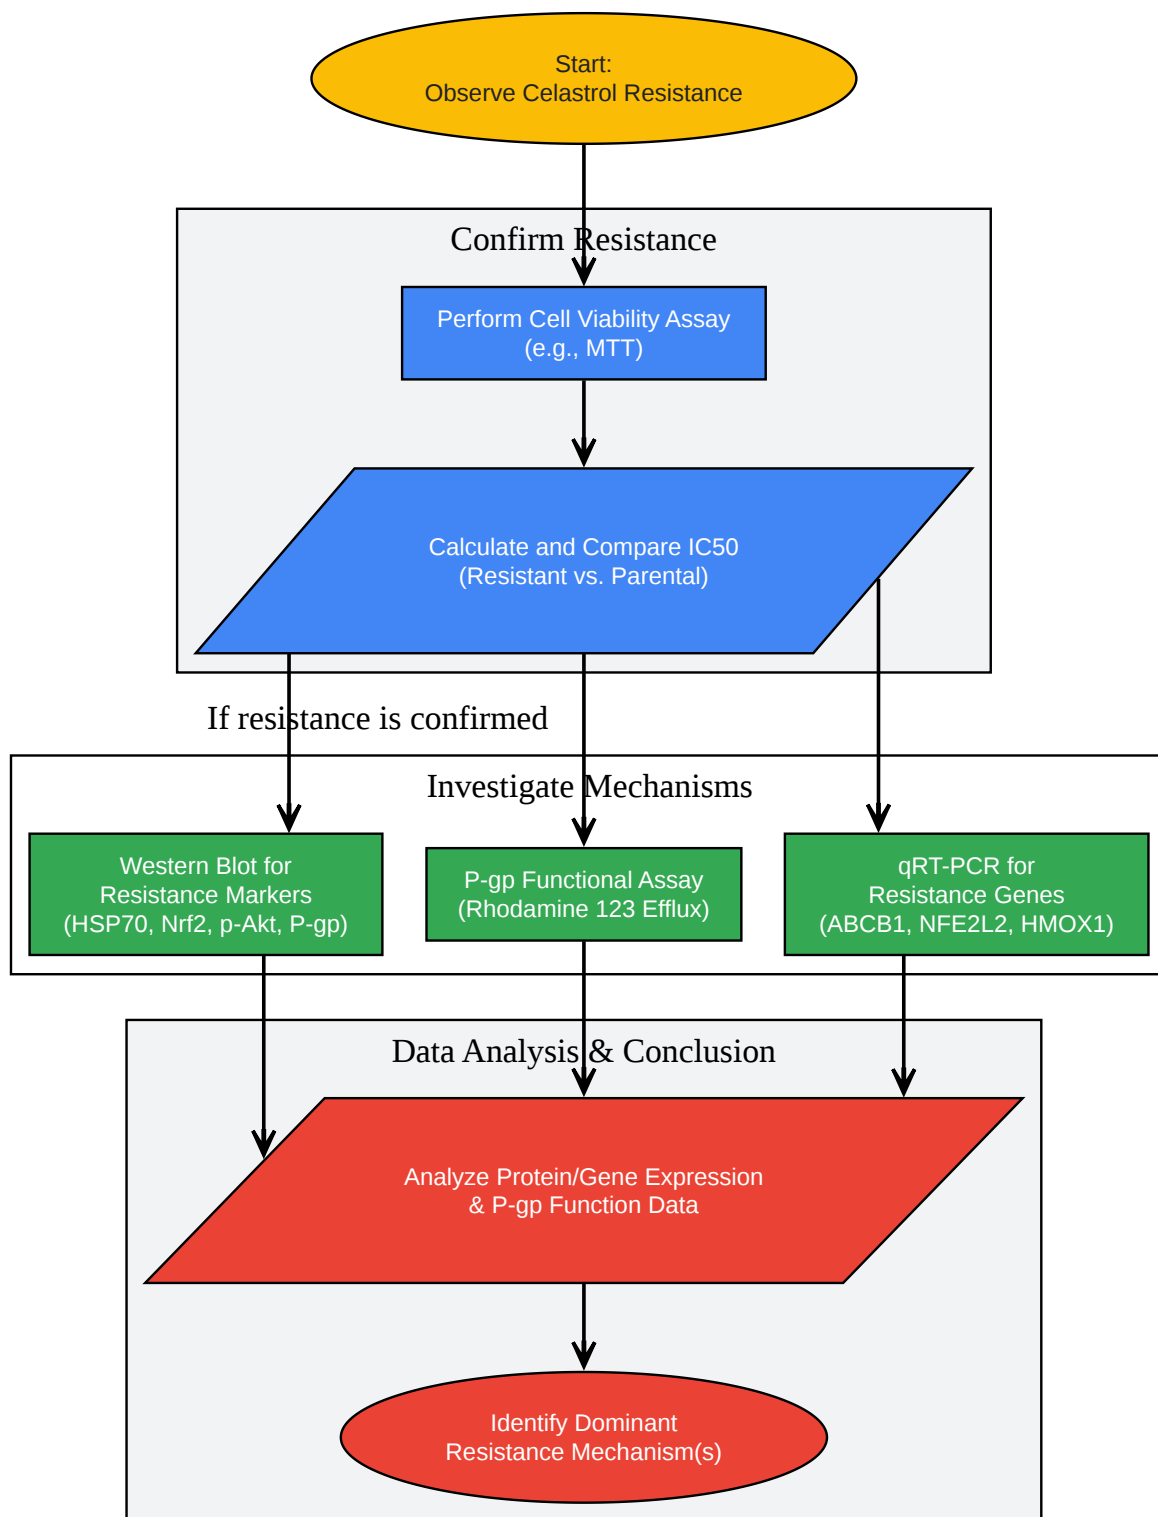 Start:
Observe Celastrol Resistance
Confirm Resistance
Perform Cell Viability Assay
(e.g., MTT)
Calculate and Compare IC50
(Resistant vs. Parental)
If resistance is confirmed
Investigate Mechanisms
Western Blot for
Resistance Markers
(HSP70, Nrf2, p-Akt, P-gp)
P-gp Functional Assay
(Rhodamine 123 Efflux)
qRT-PCR for
Resistance Genes
(ABCB1, NFE2L2, HMOX1)
Data Analysis & Conclusion
Analyze Protein/Gene Expression
& P-gp Function Data
Identify Dominant
Resistance Mechanism(s)